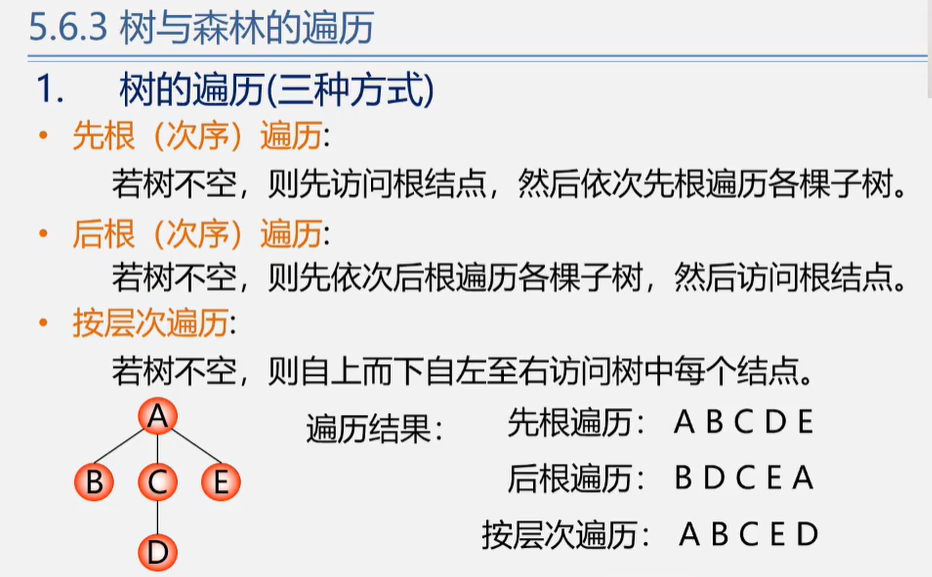 5.6.3 树与森林的遍历
1. 树的遍历(三种方式)
• 先根（次序）遍历:
若树不空，则先访问根结点，然后依次先根遍历各棵子树。
• 后根（次序）遍历:
若树不空，则先依次后根遍历各棵子树，然后访问根结点。
• 按层次遍历:
若树不空，则自上而下自左至右访问树中每个结点。
A
B C E
D
遍历结果：
先根遍历： A B C D E
后根遍历： B D C E A
按层次遍历： A B C E D